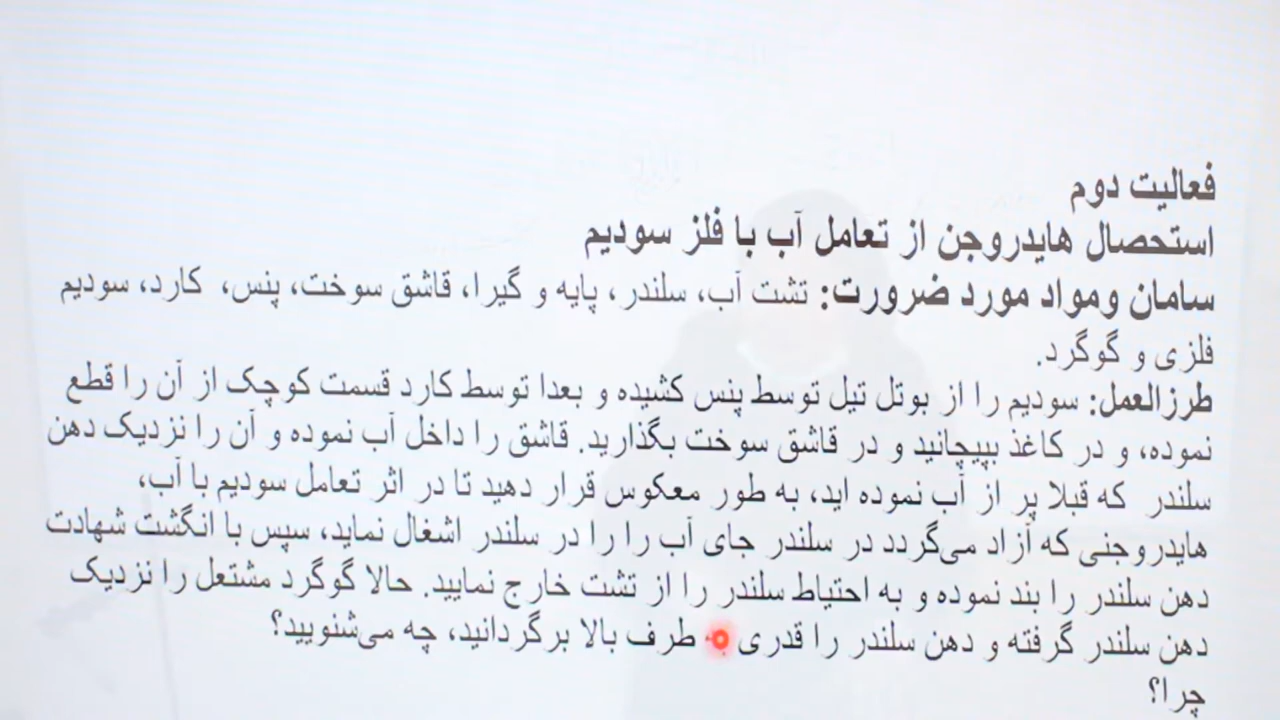 فعالیت دوم
استحصال هایدروجن از تعامل آب با فلز سودیم
سامان ومواد مورد ضرورت: تشت آب، سلندر، پایه و گیرا، قاشق سوخت، پنس، کارد، سودیم
فلزی و گوگرد.
طرزالعمل: سودیم را از بوتل تیل توسط پنس کشیده و بعدا توسط کارد قسمت کوچک از آن را قطع
نموده، و در کاغذ بپیچانید و در قاشق سوخت بگذارید. قاشق را داخل آب نموده و آن را نزدیک دهن
سلندر که قبلا پر از آب نموده اید، به طور معکوس قرار دهید تا در اثر تعامل سودیم با آب،
هایدروجنی که آزاد می‌گردد در سلندر جای آب را را در سلندر اشغال نماید، سپس با انگشت شهادت
دهن سلندر را بند نموده و به احتیاط سلندر را از تشت خارج نمایید. حالا گوگرد مشتعل را نزدیک
دهن سلندر گرفته و دهن سلندر را قدری طرف بالا برگردانید، چه می‌شنویید؟
چرا؟